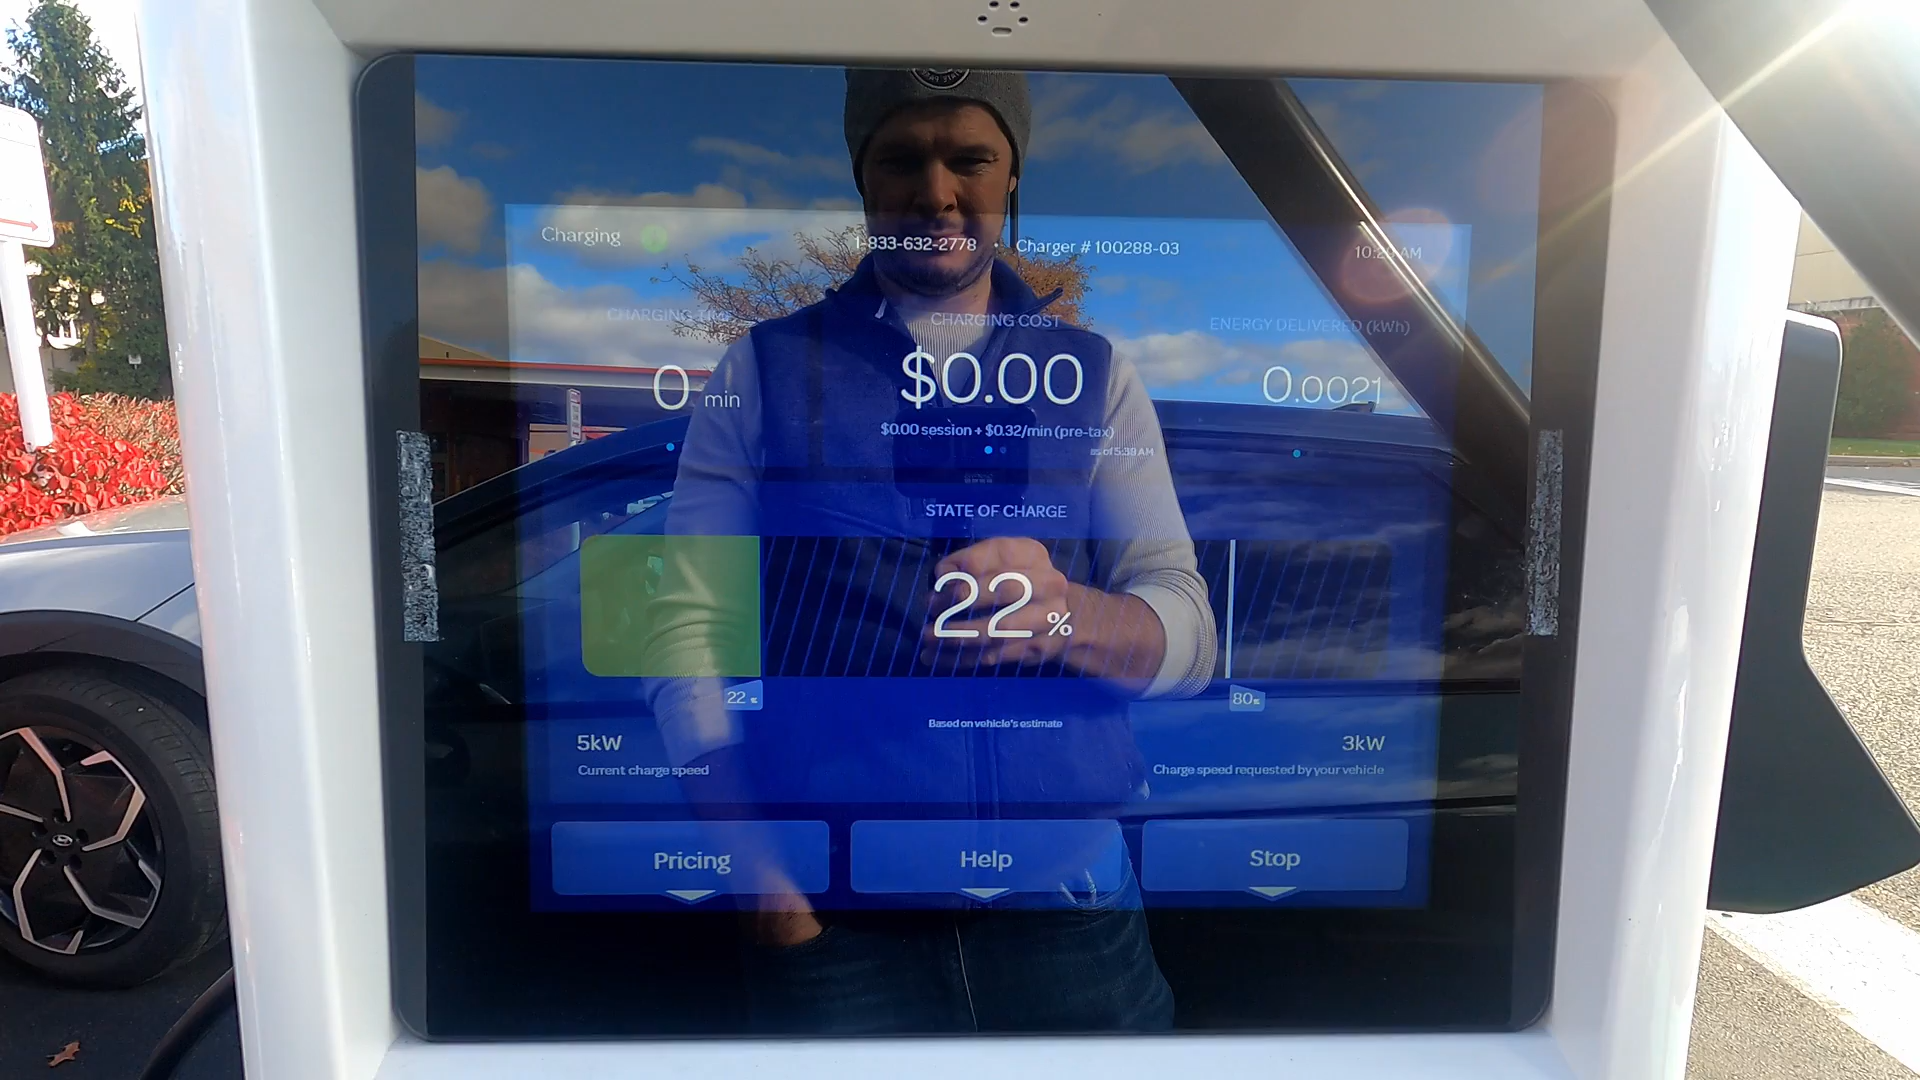 Charging
1-833-632-2778 • Charger # 100288-03
AM
CHARGING TIME
CHARGING COST
ENERGY DELIVERED (kWh)
0 min
$0.00
0.0021
$0.00 session + $0.32/min (pre-tax)
as of 5:39 AM
STATE OF CHARGE
22 %
22 %
80%
Based on vehicle's estimate
5kW
3kW
Current charge speed
Charge speed requested by your vehicle
Pricing
Help
Stop